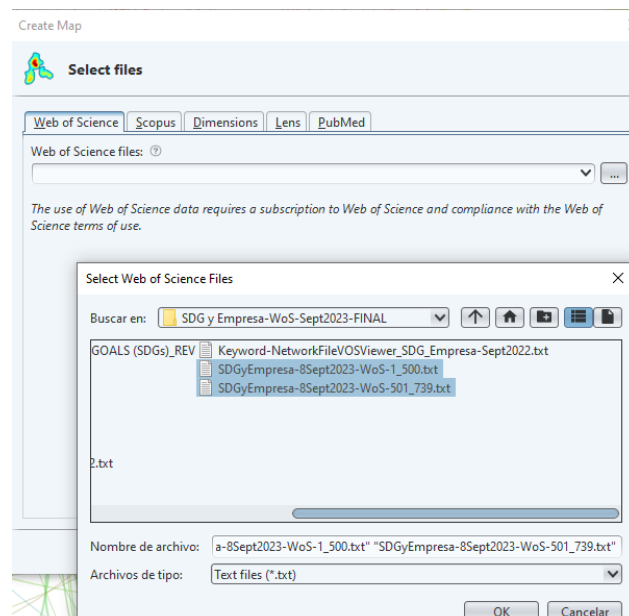 Create Map
Select files
Web of Science Scopus Dimensions Lens PubMed
Web of Science files:
...
The use of Web of Science data requires a subscription to Web of Science and compliance with the Web of
Science terms of use.
Select Web of Science Files
Buscar en: SDG y Empresa-WoS-Sept2023-FINAL
GOALS (SDGs)_REV Keyword-NetworkFileVOSViewer_SDG_Empresa-Sept2022.txt
SDGyEmpresa-8Sept2023-WoS-1_500.txt
SDGyEmpresa-8Sept2023-WoS-501_739.txt
2.txt
Nombre de archivo: a-8Sept2023-WoS-1_500.txt" "SDGyEmpresa-8Sept2023-WoS-501_739.txt"
Archivos de tipo: Text files (*.txt)
OK Cancelar